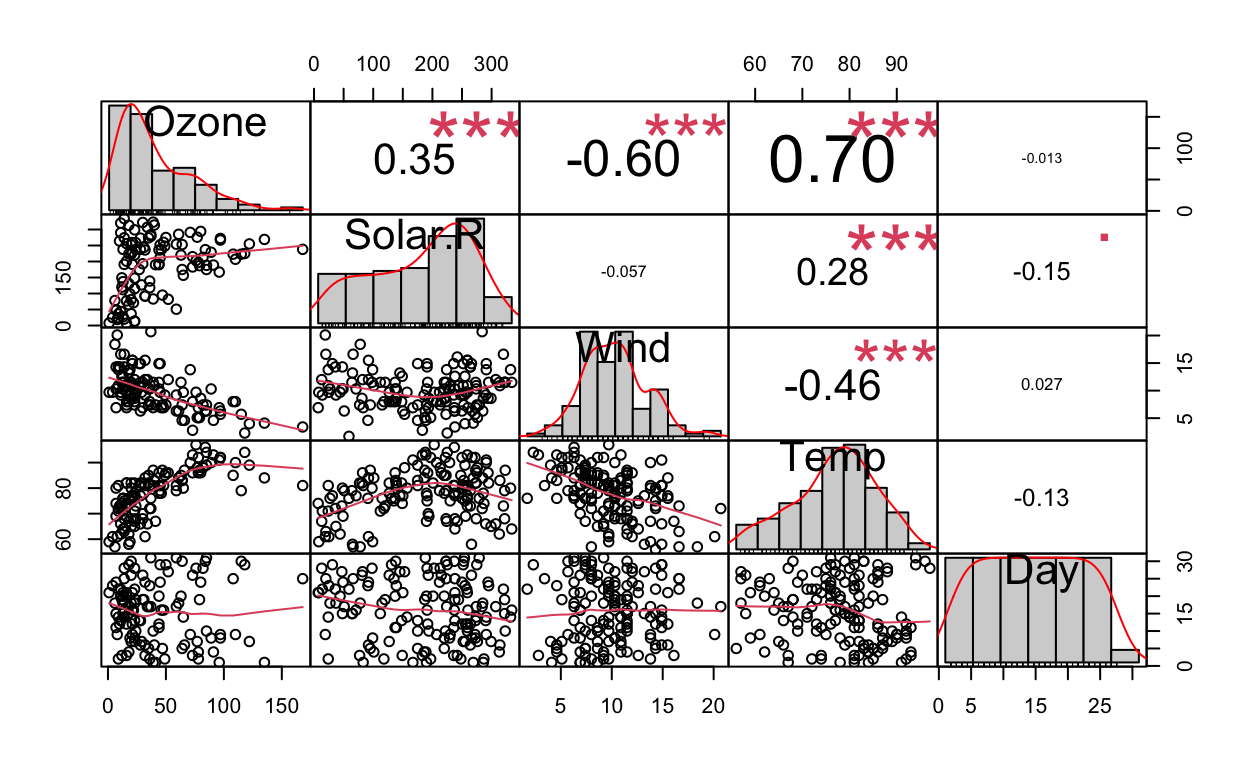 0 100 200 300 60 70 80 90
Ozone *** 0.35 *** -0.60 *** 0.70 -0.013 0 100
0 150 Solar.R -0.057 *** 0.28 . -0.15
Wind *** -0.46 0.027 5 15
60 80 Temp -0.13
Day 0 15 30
0 50 100 150 5 10 15 20 0 5 15 25